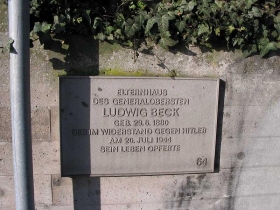 ELTERNHAUS
DES GENERALOBERSTEN
LUDWIG BECK
GEB. 29.6.1880
DER IM WIDERSTAND GEGEN HITLER
AM 20. JULI 1944
SEIN LEBEN OPFERTE
64